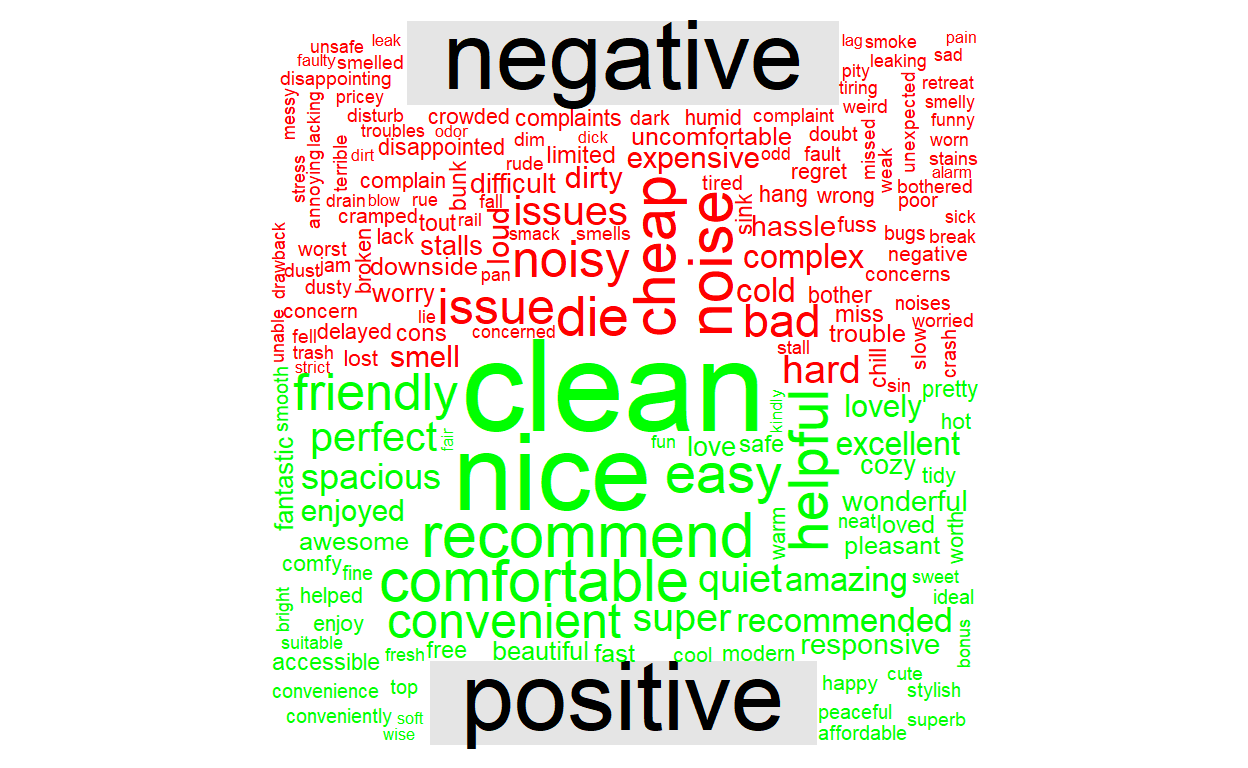 negative
unsafe leak lag smoke pain
faulty smelled leaking sad
disappointing pity retreat
messy pricey tiring smelly
lacking disturb crowded complaints dark humid complaint weird unexpected funny
troubles odor dim dick uncomfortable doubt missed worn
annoying terrible dirt disappointed rude limited expensive odd fault weak stains
stress complain bunk difficult dirty tired regret alarm
drain blow rue fall hang wrong bothered
cramped tout rail issues cheap noise sink poor
lack loud smack smells hassle fuss sick
drawback worst broken stalls noisy complex bugs break
dust jam downside pan negative
dusty worry cold bother concerns
concern lie issue die bad miss noises
unable fell delayed cons concerned trouble worried
trash lost smell stall slow crash
strict hard chill sin
smooth friendly clean kindly helpful lovely pretty
perfect fair fun love safe excellent hot
fantastic spacious nice easy cozy tidy
enjoyed wonderful
awesome recommend warm neat loved worth
comfy fine pleasant
bright helped comfortable quiet amazing sweet
enjoy convenient super recommended ideal
suitable responsive bonus
accessible fresh free beautiful fast cool modern
convenience top happy cute stylish
conveniently soft peaceful superb
wise affordable
positive